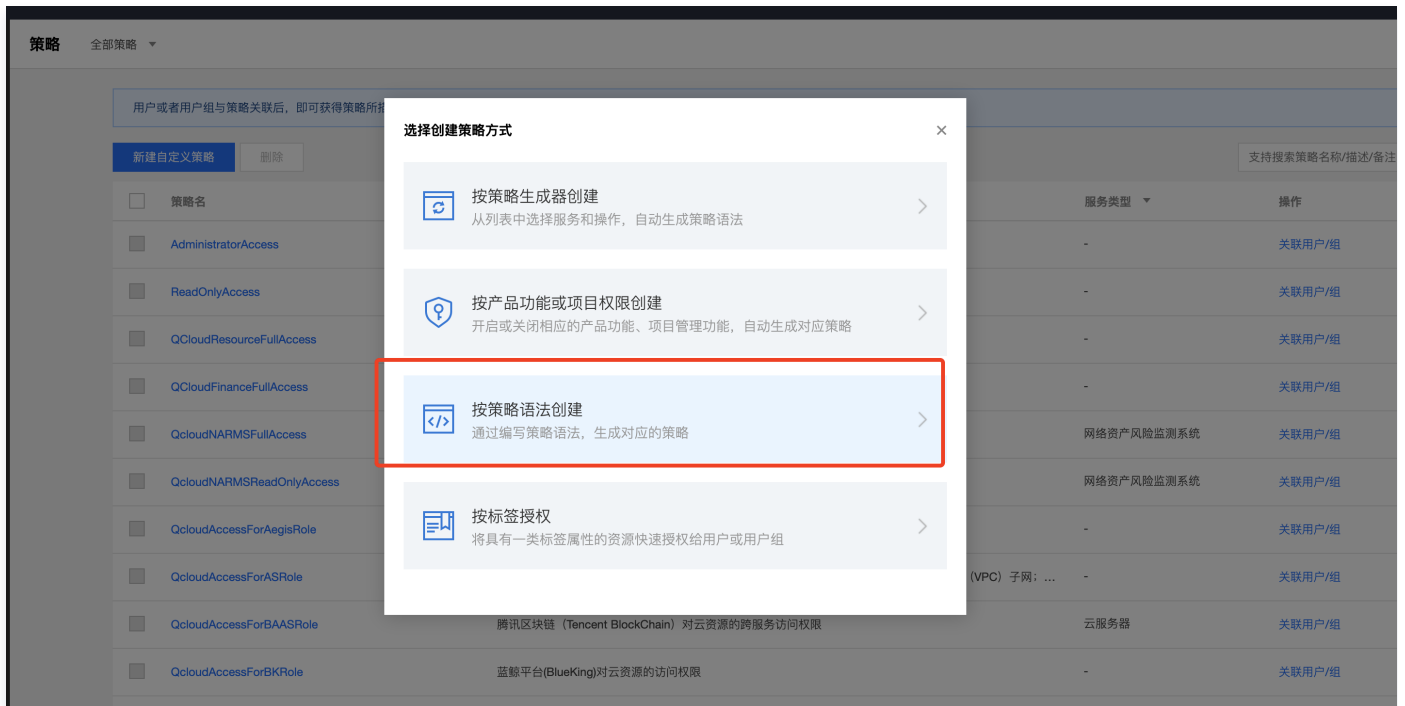 策略 全部策略
用户或者用户组与策略关联后，即可获得策略所描
新建自定义策略 删除 支持搜索策略名称/描述/备注
选择创建策略方式
按策略生成器创建
从列表中选择服务和操作，自动生成策略语法
按产品功能或项目权限创建
开启或关闭相应的产品功能、项目管理功能，自动生成对应策略
按策略语法创建
通过编写策略语法，生成对应的策略
按标签授权
将具有一类标签属性的资源快速授权给用户或用户组
策略名 服务类型 操作
AdministratorAccess - 关联用户/组
ReadOnlyAccess - 关联用户/组
QCloudResourceFullAccess - 关联用户/组
QCloudFinanceFullAccess - 关联用户/组
QcloudNARMSFullAccess 网络资产风险监测系统 关联用户/组
QcloudNARMSReadOnlyAccess 网络资产风险监测系统 关联用户/组
QcloudAccessForAegisRole - 关联用户/组
QcloudAccessForASRole （VPC）子网；... - 关联用户/组
QcloudAccessForBAASRole 腾讯区块链（Tencent BlockChain）对云资源的跨服务访问权限 云服务器 关联用户/组
QcloudAccessForBKRole 蓝鲸平台(BlueKing)对云资源的访问权限 - 关联用户/组